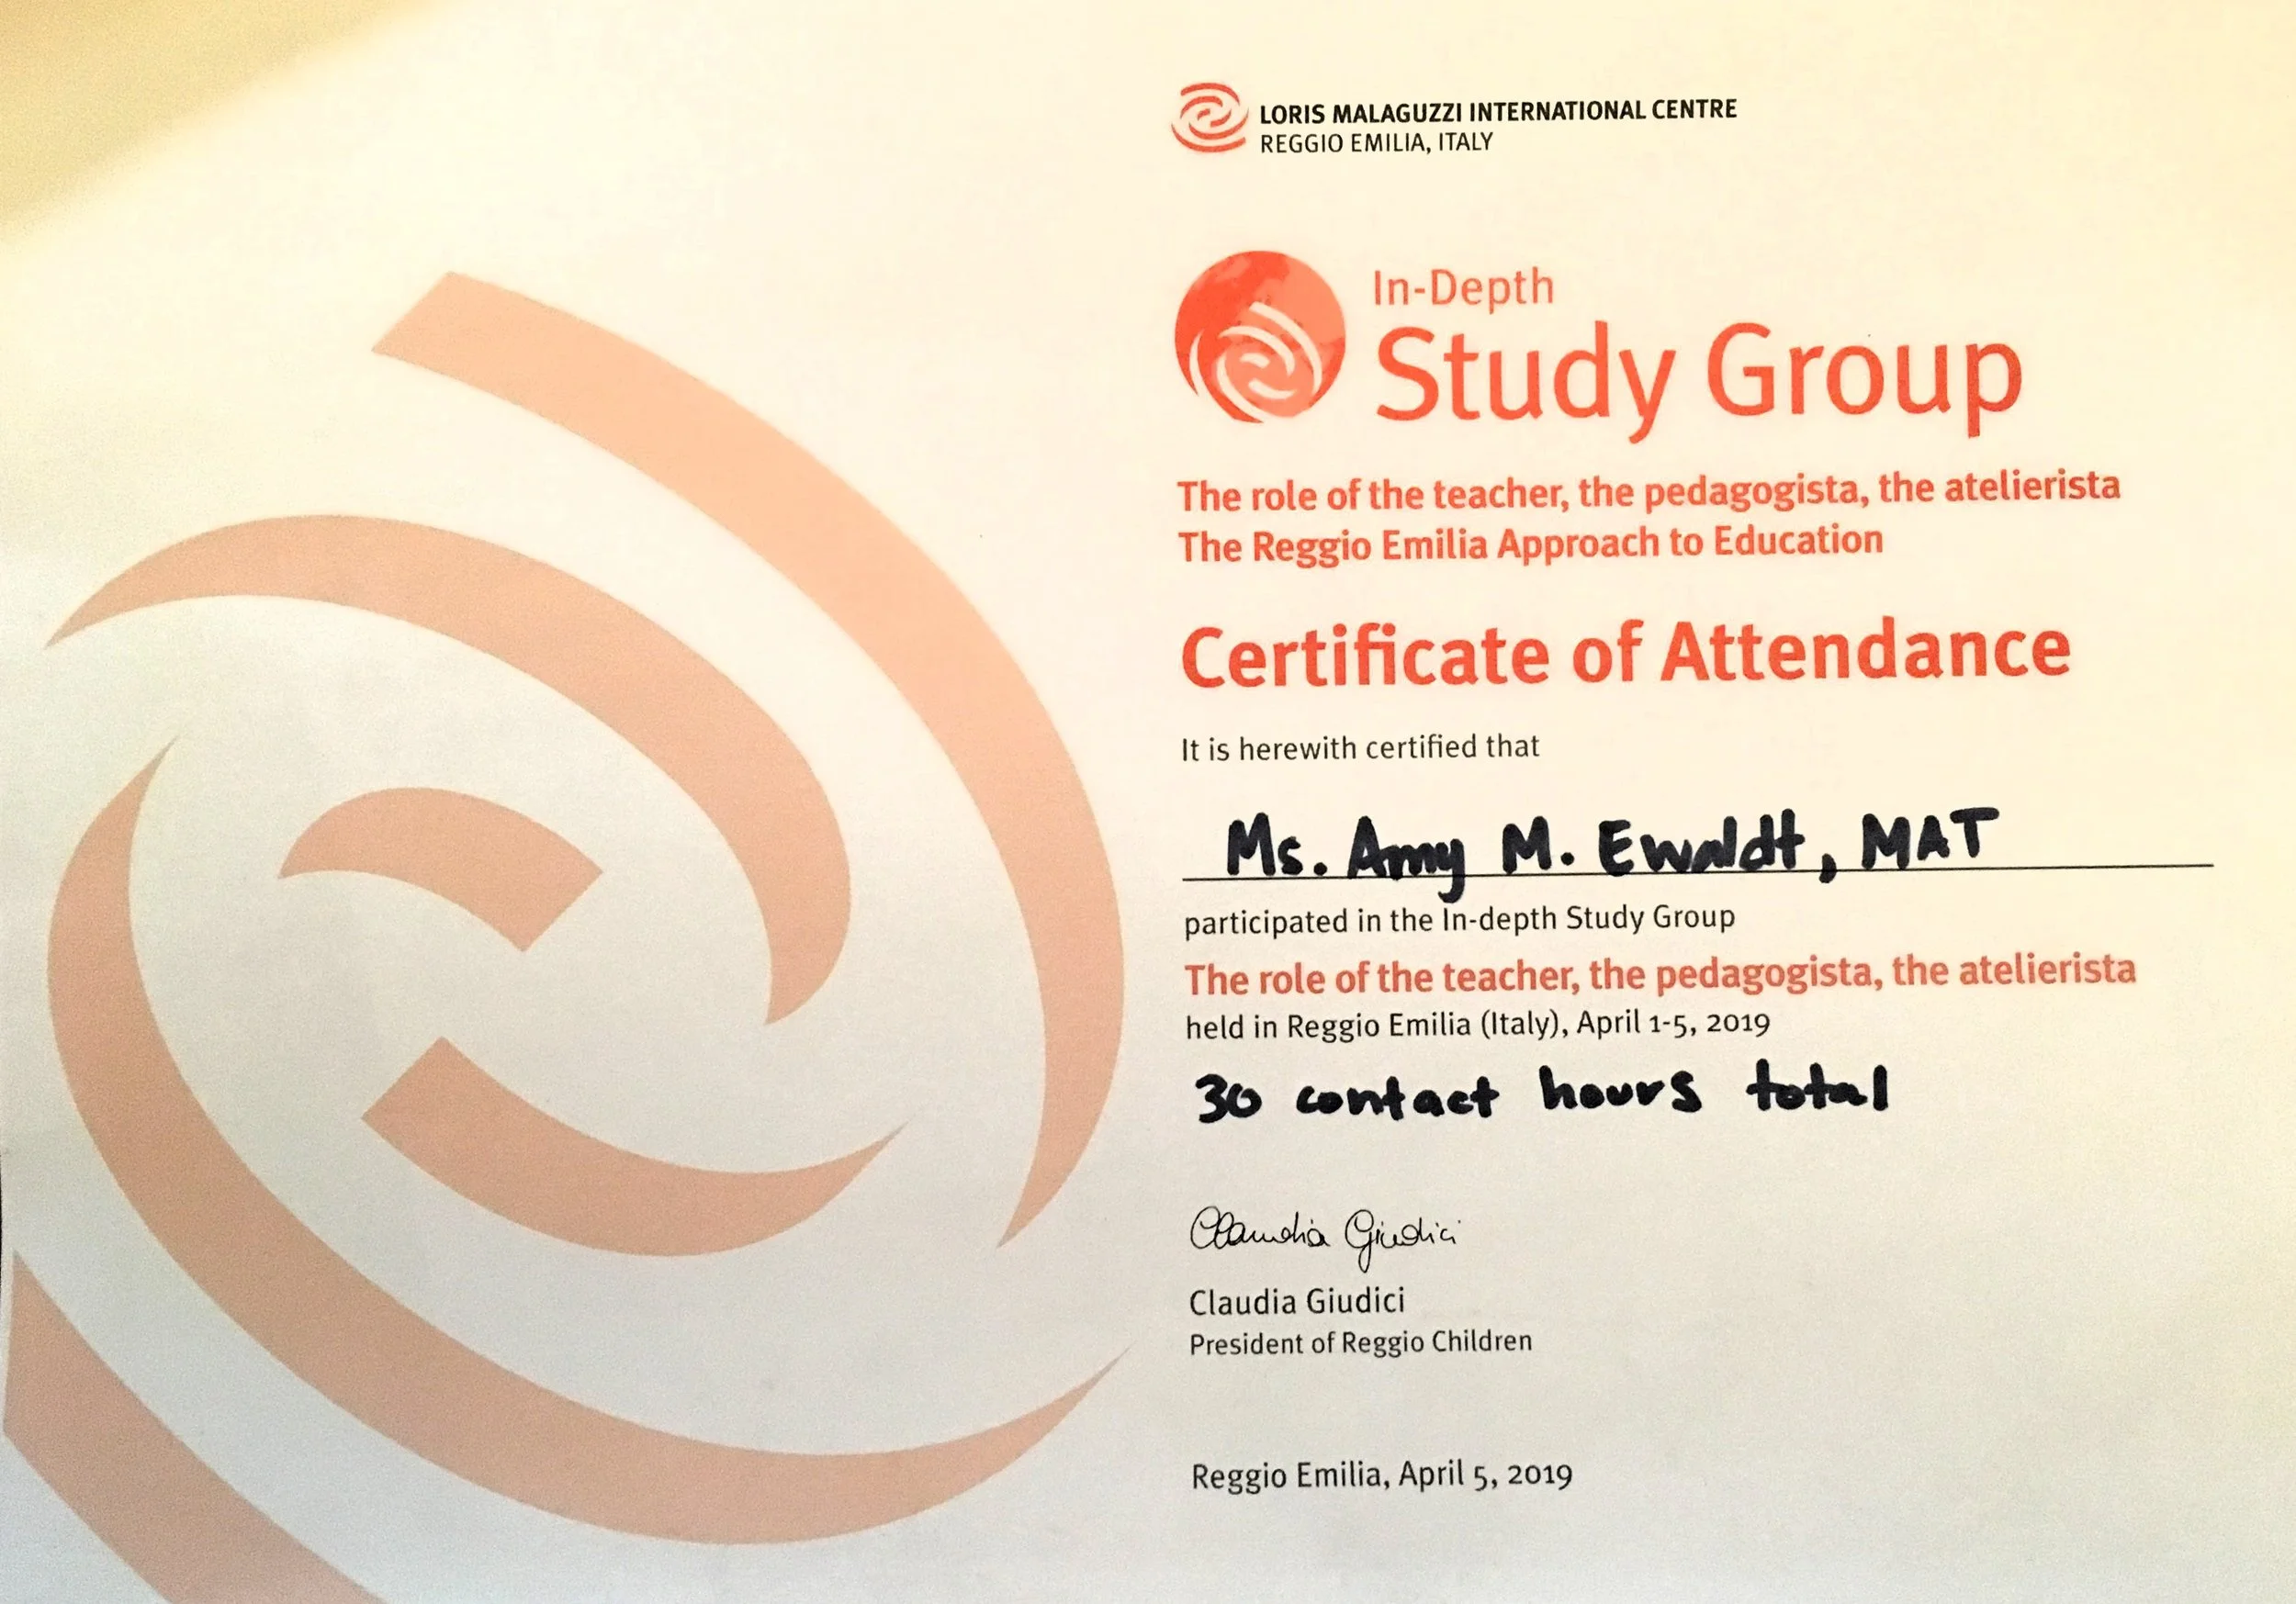 LORIS MALAGUZZI INTERNATIONAL CENTRE
REGGIO EMILIA, ITALY
In-Depth
Study Group
The role of the teacher, the pedagogista, the atelierista
The Reggio Emilia Approach to Education
Certificate of Attendance
It is herewith certified that
Ms. Amy M. Ewaldt, MAT
participated in the In-depth Study Group
The role of the teacher, the pedagogista, the atelierista
held in Reggio Emilia (Italy), April 1-5, 2019
30 contact hours total
Claudia Giudici
Claudia Giudici
President of Reggio Children
Reggio Emilia, April 5, 2019